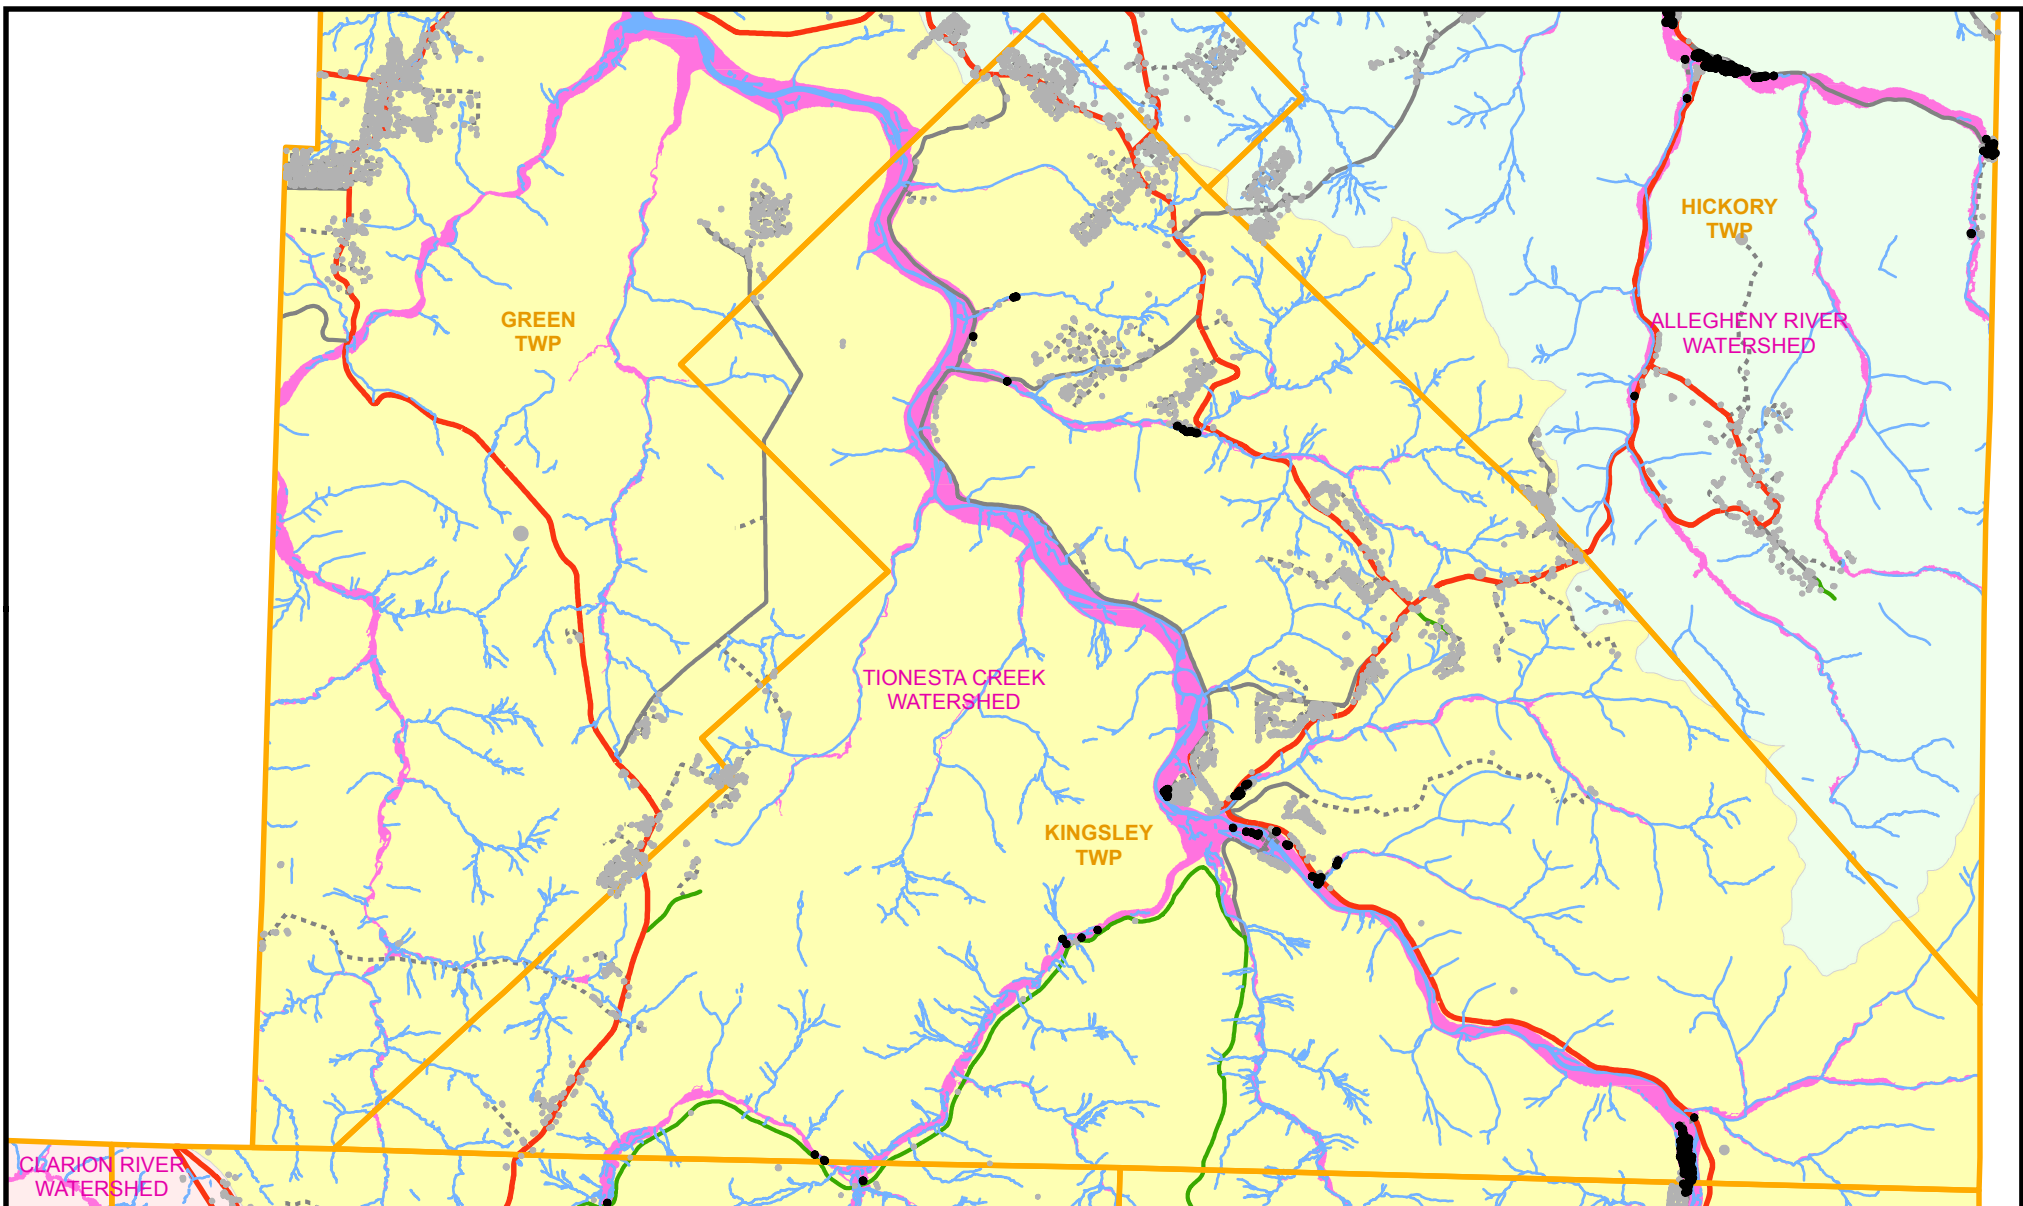 HICKORY
TWP
GREEN
TWP
ALLEGHENY RIVER
WATERSHED
TIONESTA CREEK
WATERSHED
KINGSLEY
TWP
CLARION RIVER
WATERSHED